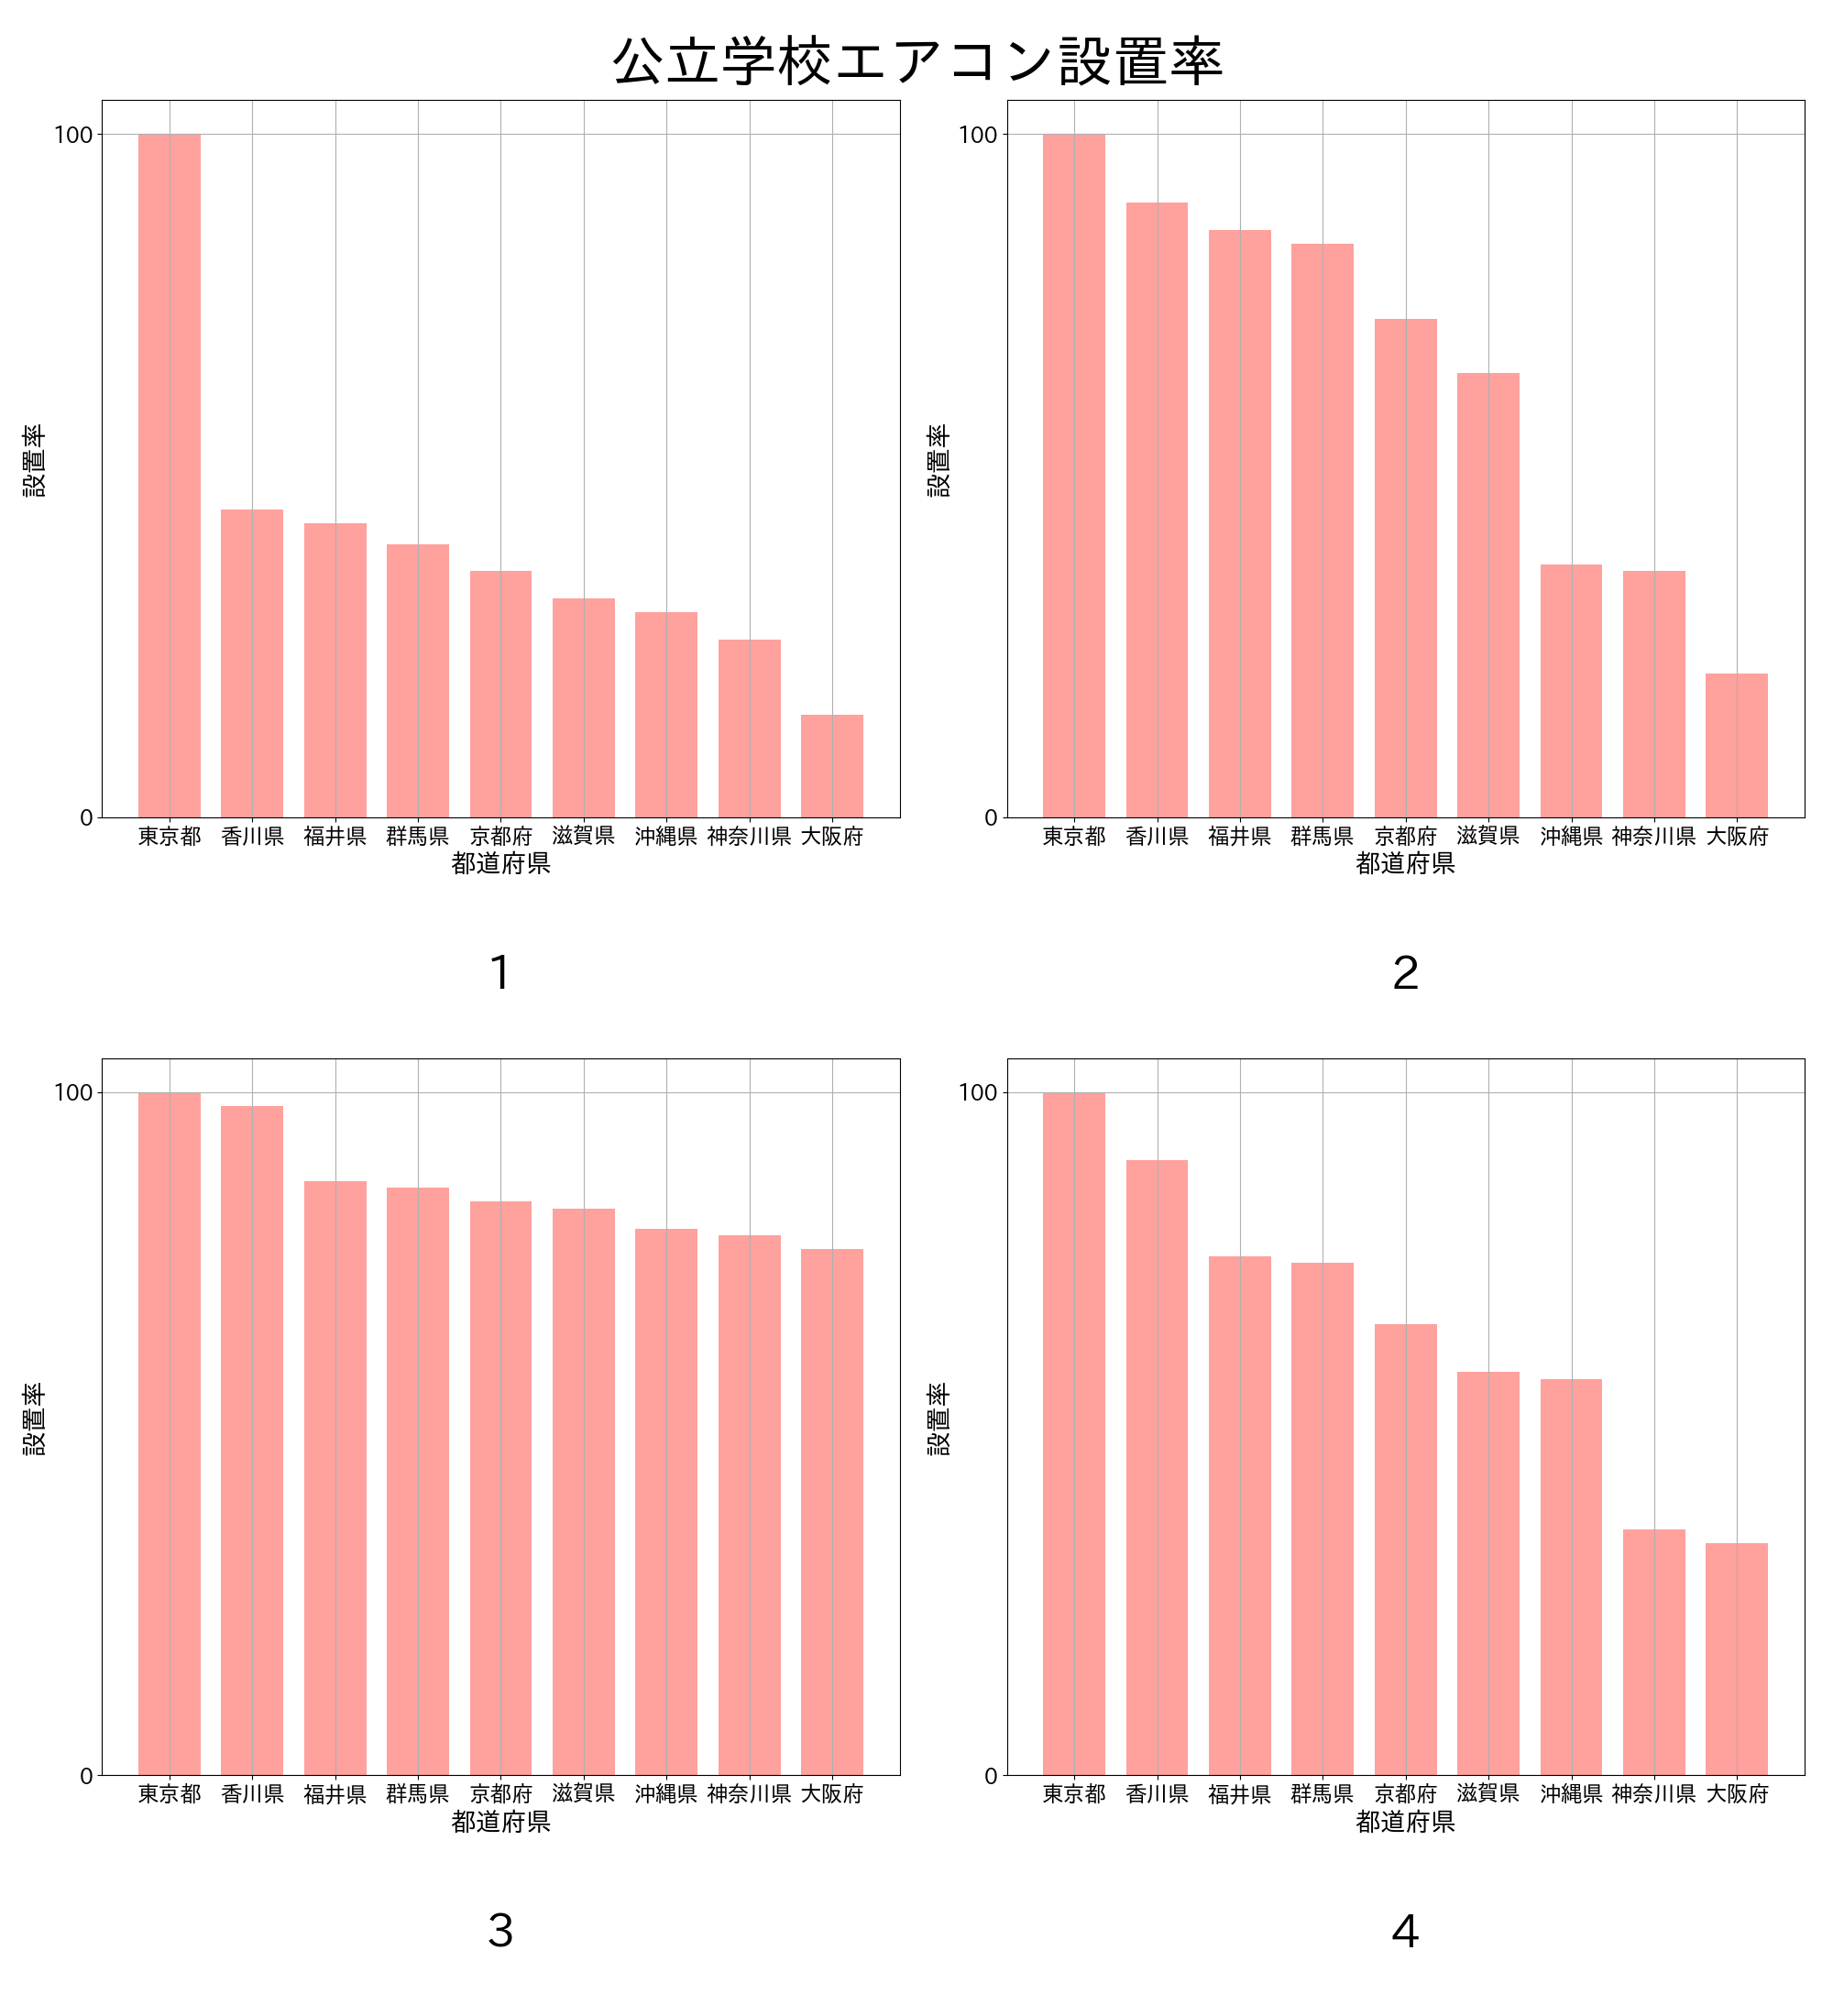 公立学校エアコン設置率
100
0
設置率
東京都 香川県 福井県 群馬県 京都府 滋賀県 沖縄県 神奈川県 大阪府
都道府県
1
100
0
設置率
東京都 香川県 福井県 群馬県 京都府 滋賀県 沖縄県 神奈川県 大阪府
都道府県
2
100
0
設置率
東京都 香川県 福井県 群馬県 京都府 滋賀県 沖縄県 神奈川県 大阪府
都道府県
3
100
0
設置率
東京都 香川県 福井県 群馬県 京都府 滋賀県 沖縄県 神奈川県 大阪府
都道府県
4